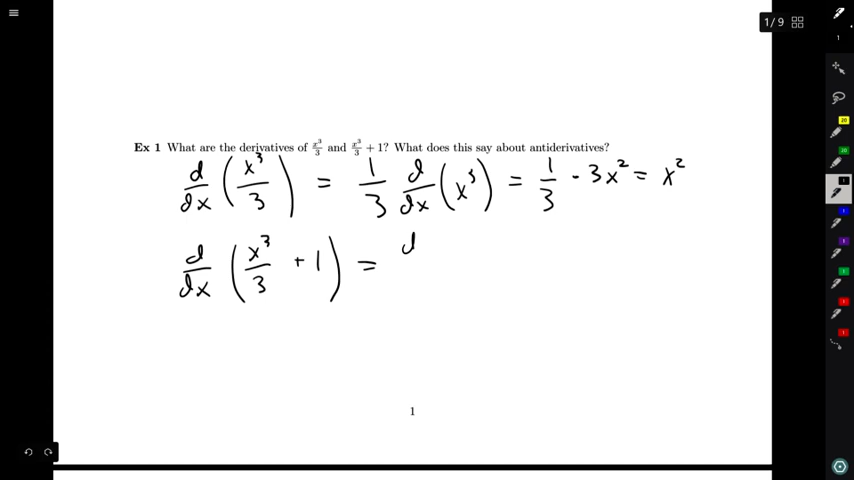 1/9
1
Ex 1 What are the derivatives of x³/3 and x³/3 + 1? What does this say about antiderivatives?
d/dx (x³/3) = 1/3 d/dx (x³) = 1/3 · 3x² = x²
d/dx (x³/3 + 1) = d
1